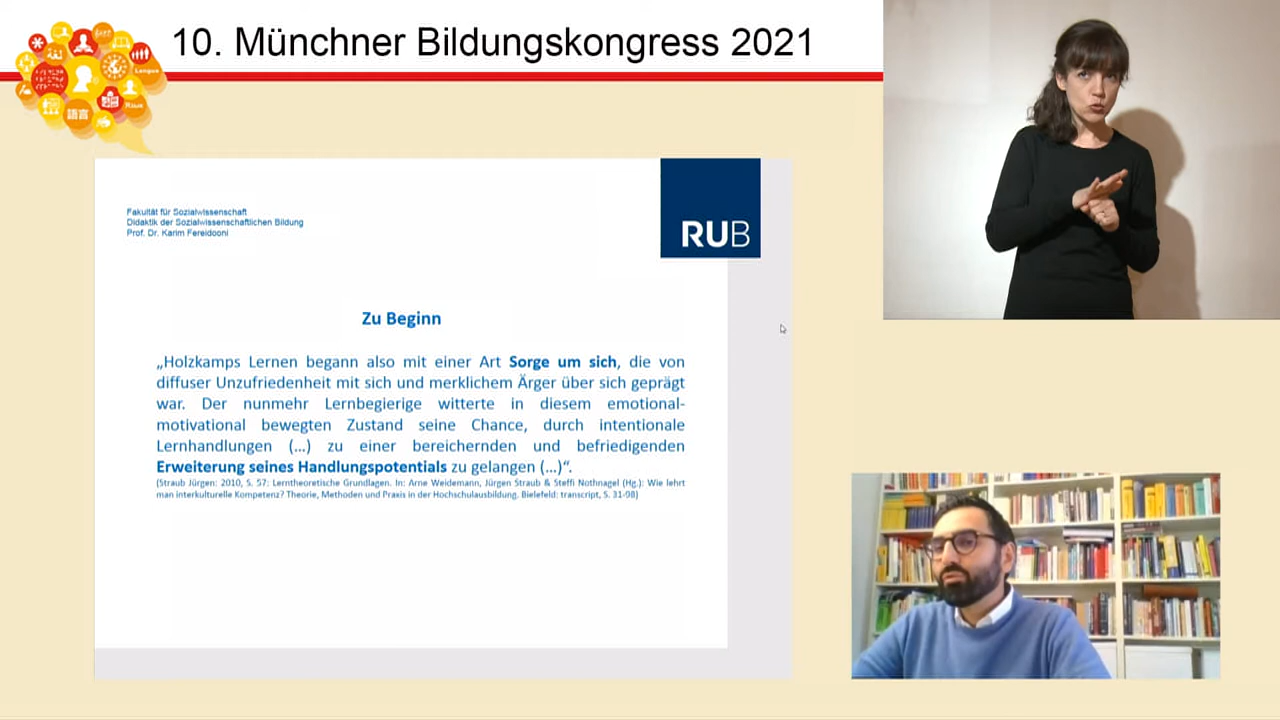 10. Münchner Bildungskongress 2021
Lengua
語言
Fakultät für Sozialwissenschaft
Didaktik der Sozialwissenschaftlichen Bildung
Prof. Dr. Karim Fereidooni
RUB
Zu Beginn
„Holzkamps Lernen begann also mit einer Art Sorge um sich, die von
diffuser Unzufriedenheit mit sich und merklichem Ärger über sich geprägt
war. Der nunmehr Lernbegierige witterte in diesem emotional-
motivational bewegten Zustand seine Chance, durch intentionale
Lernhandlungen (...) zu einer bereichernden und befriedigenden
Erweiterung seines Handlungspotentials zu gelangen (...)“.
(Straub Jürgen: 2010, S. 57: Lerntheoretische Grundlagen. In: Arne Weidemann, Jürgen Straub & Steffi Nothnagel (Hg.): Wie lehrt
man interkulturelle Kompetenz? Theorie, Methoden und Praxis in der Hochschulausbildung. Bielefeld: transcript, S. 31-98)